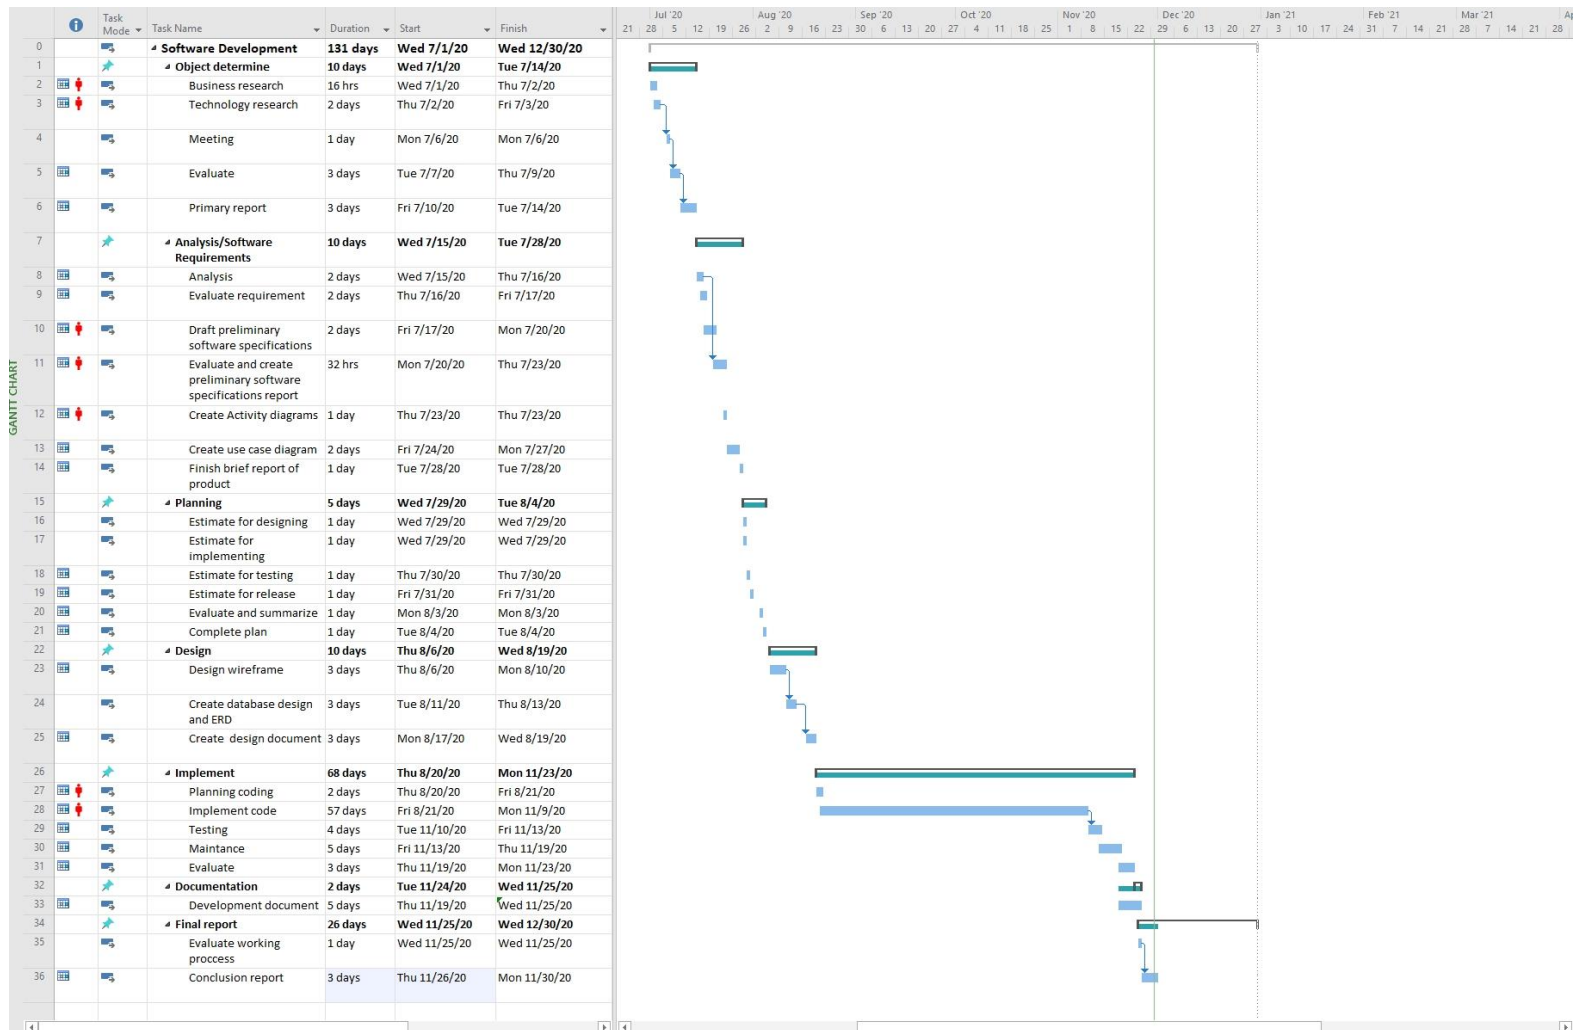 Jul '20 Aug '20 Sep '20 Oct '20 Nov '20 Dec '20 Jan '21 Feb '21 Mar '21 Ap
Task Mode Task Name Duration Start Finish 21 28 5 12 19 26 2 9 16 23 30 6 13 20 27 4 11 18 25 1 8 15 22 29 6 13 20 27 3 10 17 24 31 7 14 21 28 7 14 21 28
0 Software Development 131 days Wed 7/1/20 Wed 12/30/20
1 Object determine 10 days Wed 7/1/20 Tue 7/14/20
2 Business research 16 hrs Wed 7/1/20 Thu 7/2/20
3 Technology research 2 days Thu 7/2/20 Fri 7/3/20
4 Meeting 1 day Mon 7/6/20 Mon 7/6/20
5 Evaluate 3 days Tue 7/7/20 Thu 7/9/20
6 Primary report 3 days Fri 7/10/20 Tue 7/14/20
7 Analysis/Software 10 days Wed 7/15/20 Tue 7/28/20
Requirements
8 Analysis 2 days Wed 7/15/20 Thu 7/16/20
9 Evaluate requirement 2 days Thu 7/16/20 Fri 7/17/20
10 Draft preliminary 2 days Fri 7/17/20 Mon 7/20/20
software specifications
11 Evaluate and create 32 hrs Mon 7/20/20 Thu 7/23/20
preliminary software
specifications report
12 Create Activity diagrams 1 day Thu 7/23/20 Thu 7/23/20
13 Create use case diagram 2 days Fri 7/24/20 Mon 7/27/20
14 Finish brief report of 1 day Tue 7/28/20 Tue 7/28/20
product
15 Planning 5 days Wed 7/29/20 Tue 8/4/20
16 Estimate for designing 1 day Wed 7/29/20 Wed 7/29/20
17 Estimate for 1 day Wed 7/29/20 Wed 7/29/20
implementing
18 Estimate for testing 1 day Thu 7/30/20 Thu 7/30/20
19 Estimate for release 1 day Fri 7/31/20 Fri 7/31/20
20 Evaluate and summarize 1 day Mon 8/3/20 Mon 8/3/20
21 Complete plan 1 day Tue 8/4/20 Tue 8/4/20
22 Design 10 days Thu 8/6/20 Wed 8/19/20
23 Design wireframe 3 days Thu 8/6/20 Mon 8/10/20
24 Create database design 3 days Tue 8/11/20 Thu 8/13/20
and ERD
25 Create design document 3 days Mon 8/17/20 Wed 8/19/20
26 Implement 68 days Thu 8/20/20 Mon 11/23/20
27 Planning coding 2 days Thu 8/20/20 Fri 8/21/20
28 Implement code 57 days Fri 8/21/20 Mon 11/9/20
29 Testing 4 days Tue 11/10/20 Fri 11/13/20
30 Maintance 5 days Fri 11/13/20 Thu 11/19/20
31 Evaluate 3 days Thu 11/19/20 Mon 11/23/20
32 Documentation 2 days Tue 11/24/20 Wed 11/25/20
33 Development document 5 days Thu 11/19/20 Wed 11/25/20
34 Final report 26 days Wed 11/25/20 Wed 12/30/20
35 Evaluate working 1 day Wed 11/25/20 Wed 11/25/20
proccess
36 Conclusion report 3 days Thu 11/26/20 Mon 11/30/20
GANTT CHART